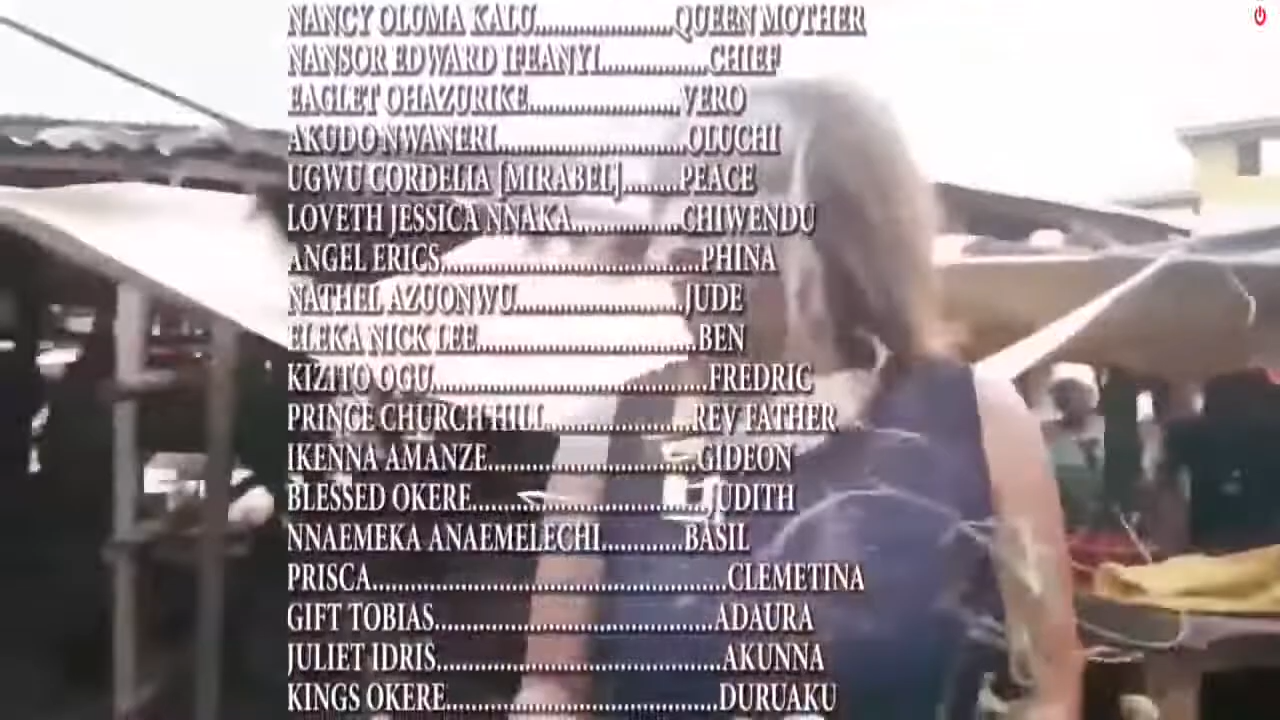 NANCY OLUMA KALU......................QUEEN MOTHER
NANSOR EDWARD IFEANYI.................CHIEF
EAGLET OHAZURIKE........................VERO
AKUDO NWANERI..............................OLUCHI
UGWU CORDELIA [MIRABEL].........PEACE
LOVETH JESSICA NNAKA.................CHIWENDU
ANGEL ERICS.........................................PHINA
NATHEL AZUONWU..........................JUDE
ELEKA NICK LEE...................................BEN
KIZITO OGU............................................FREDRIC
PRINCE CHURCH HILL.......................REV FATHER
IKENNA AMANZE.................................GIDEON
BLESSED OKERE.....................................JUDITH
NNAEMEKA ANAEMELECHI.............BASIL
PRISCA.........................................................CLEMETINA
GIFT TOBIAS............................................ADAURA
JULIET IDRIS.............................................AKUNNA
KINGS OKERE...........................................DURUAKU